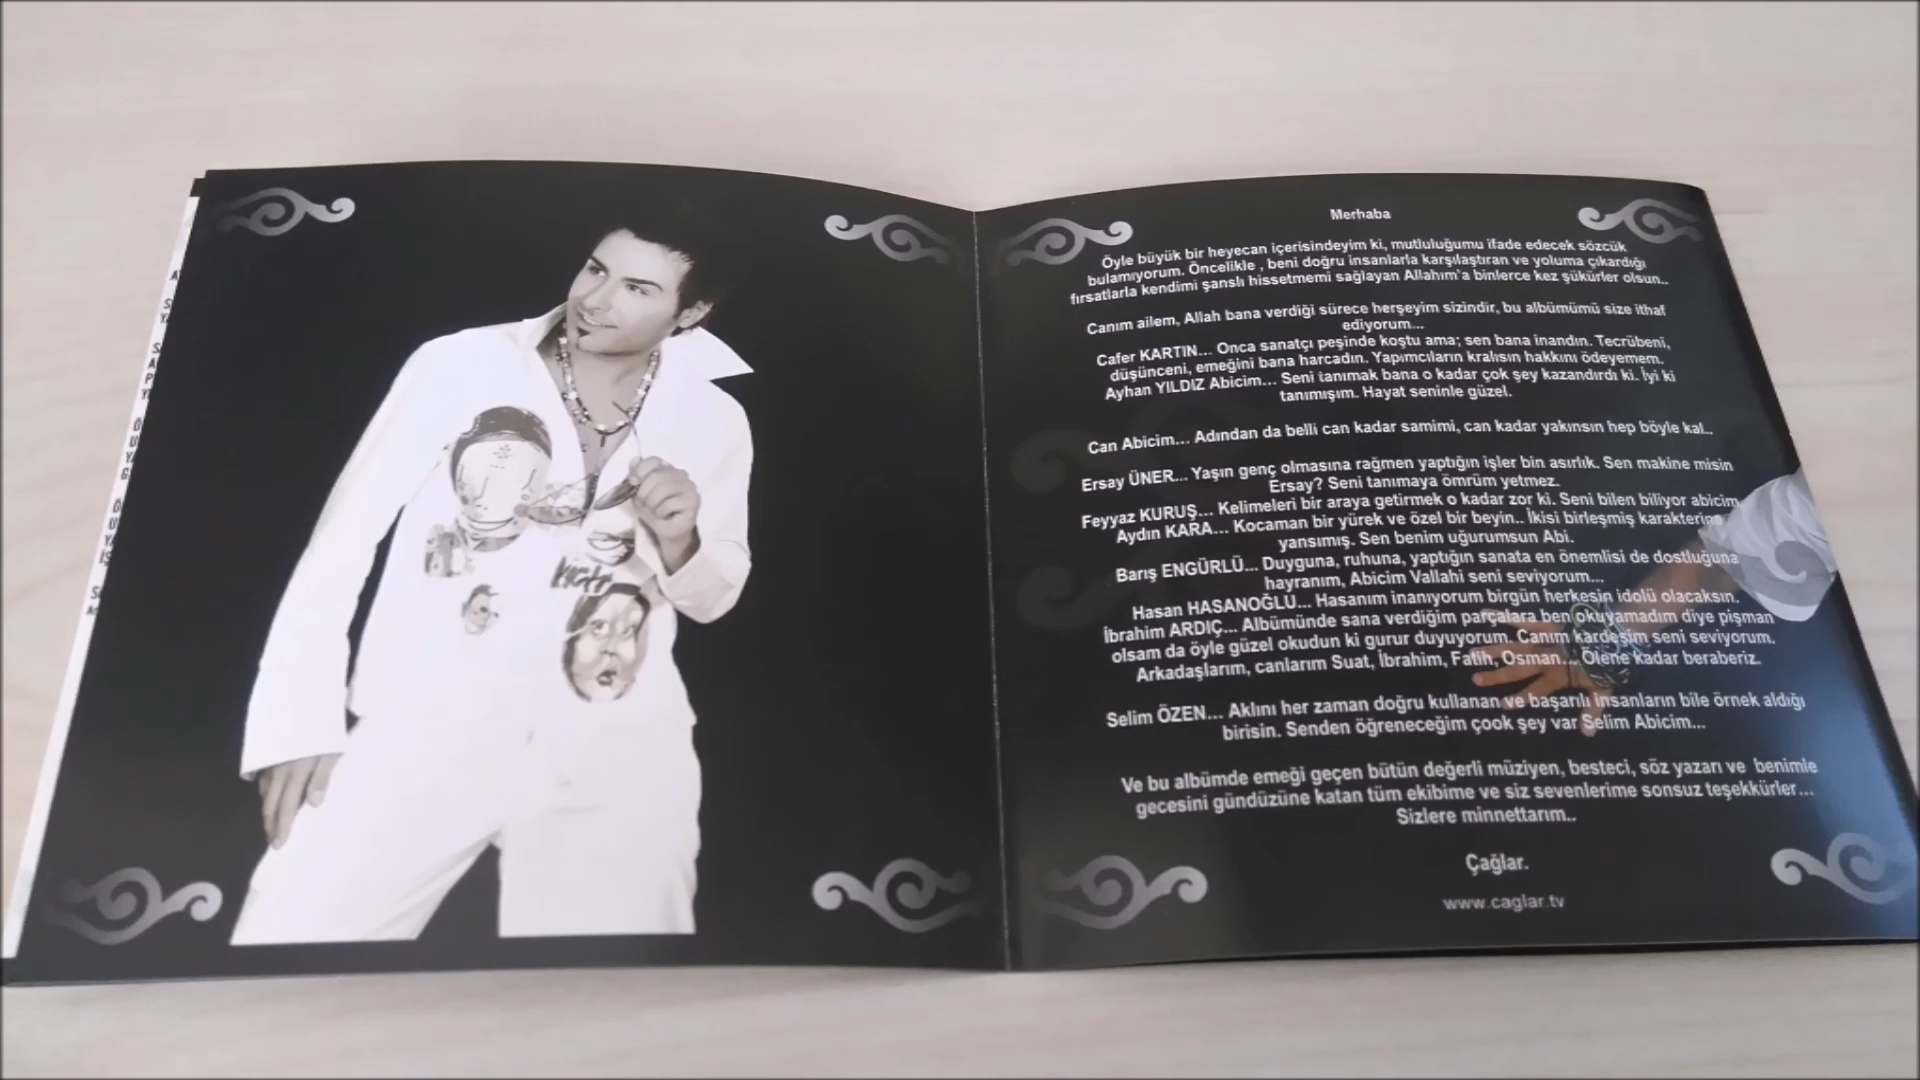 Merhaba
Öyle büyük bir heyecan içerisindeyim ki, mutluluğumu ifade edecek sözcük
bulamıyorum. Öncelikle , beni doğru insanlarla karşılaştıran ve yoluma çıkardığı
fırsatlarla kendimi şanslı hissetmemi sağlayan Allahım'a binlerce kez şükürler olsun..
Canım ailem, Allah bana verdiği sürece herşeyim sizindir, bu albümümü size ithaf
ediyorum...
Cafer KARTIN... Onca sanatçı peşinde koştu ama; sen bana inandın. Tecrübeni,
düşünceni, emeğini bana harcadın. Yapımcıların kralısın hakkını ödeyemem.
Ayhan YILDIZ Abicim... Seni tanımak bana o kadar çok şey kazandırdı ki. İyi ki
tanımışım. Hayat seninle güzel.
Can Abicim... Adından da belli can kadar samimi, can kadar yakınsın hep böyle kal..
Ersay ÜNER... Yaşın genç olmasına rağmen yaptığın işler bin asırlık. Sen makine misin
Ersay? Seni tanımaya ömrüm yetmez.
Feyyaz KURUŞ... Kelimeleri bir araya getirmek o kadar zor ki. Seni bilen biliyor abicim
Aydın KARA... Kocaman bir yürek ve özel bir beyin.. İkisi birleşmiş karakterine
yansımış. Sen benim uğurumsun Abi.
Barış ENGÜRLÜ... Duyguna, ruhuna, yaptığın sanata en önemlisi de dostluğuna
hayranım, Abicim Vallahi seni seviyorum...
Hasan HASANOĞLU... Hasanım inanıyorum birgün herkesin idolü olacaksın.
İbrahim ARDIÇ... Albümünde sana verdiğim parçalara ben okuyamadım diye pişman
olsam da öyle güzel okudun ki gurur duyuyorum. Canım kardeşim seni seviyorum.
Arkadaşlarım, canlarım Suat, İbrahim, Fatih, Osman... Ölene kadar beraberiz.
Selim ÖZEN... Aklını her zaman doğru kullanan ve başarılı insanların bile örnek aldığı
birisin. Senden öğreneceğim çook şey var Selim Abicim...
Ve bu albümde emeği geçen bütün değerli müziyen, besteci, söz yazarı ve benimle
gecesini gündüzüne katan tüm ekibime ve siz sevenlerime sonsuz teşekkürler...
Sizlere minnettarım..
Çağlar.
www.caglar.tv